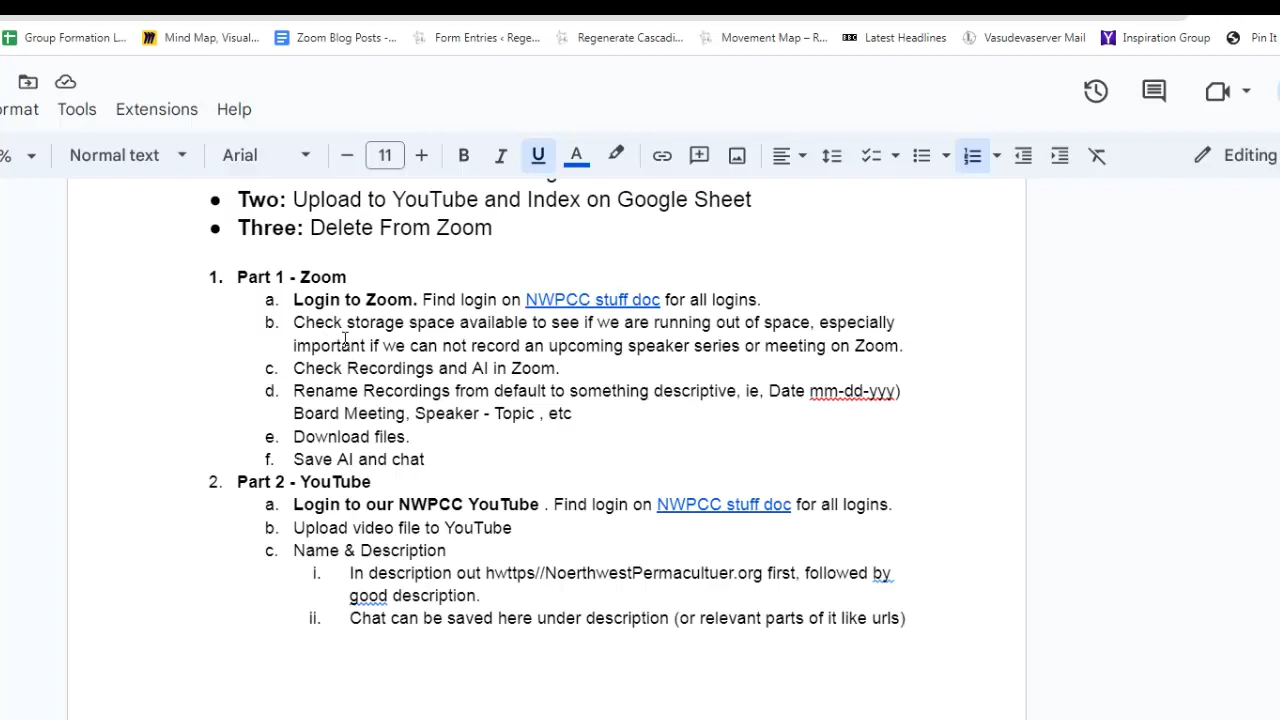 Group Formation L... Mind Map, Visual... Zoom Blog Posts -... Form Entries ‹ Rege... Regenerate Cascadi... Movement Map – R... Latest Headlines Vasudevaserver Mail Inspiration Group Pin It
ormat Tools Extensions Help
% Normal text Arial 11 B I U A Editing
● Two: Upload to YouTube and Index on Google Sheet
● Three: Delete From Zoom
1. Part 1 - Zoom
a. Login to Zoom. Find login on NWPCC stuff doc for all logins.
b. Check storage space available to see if we are running out of space, especially
important if we can not record an upcoming speaker series or meeting on Zoom.
c. Check Recordings and AI in Zoom.
d. Rename Recordings from default to something descriptive, ie, Date mm-dd-yyy)
Board Meeting, Speaker - Topic , etc
e. Download files.
f. Save AI and chat
2. Part 2 - YouTube
a. Login to our NWPCC YouTube . Find login on NWPCC stuff doc for all logins.
b. Upload video file to YouTube
c. Name & Description
i. In description out hwttps//NoerthwestPermacultuer.org first, followed by
good description.
ii. Chat can be saved here under description (or relevant parts of it like urls)